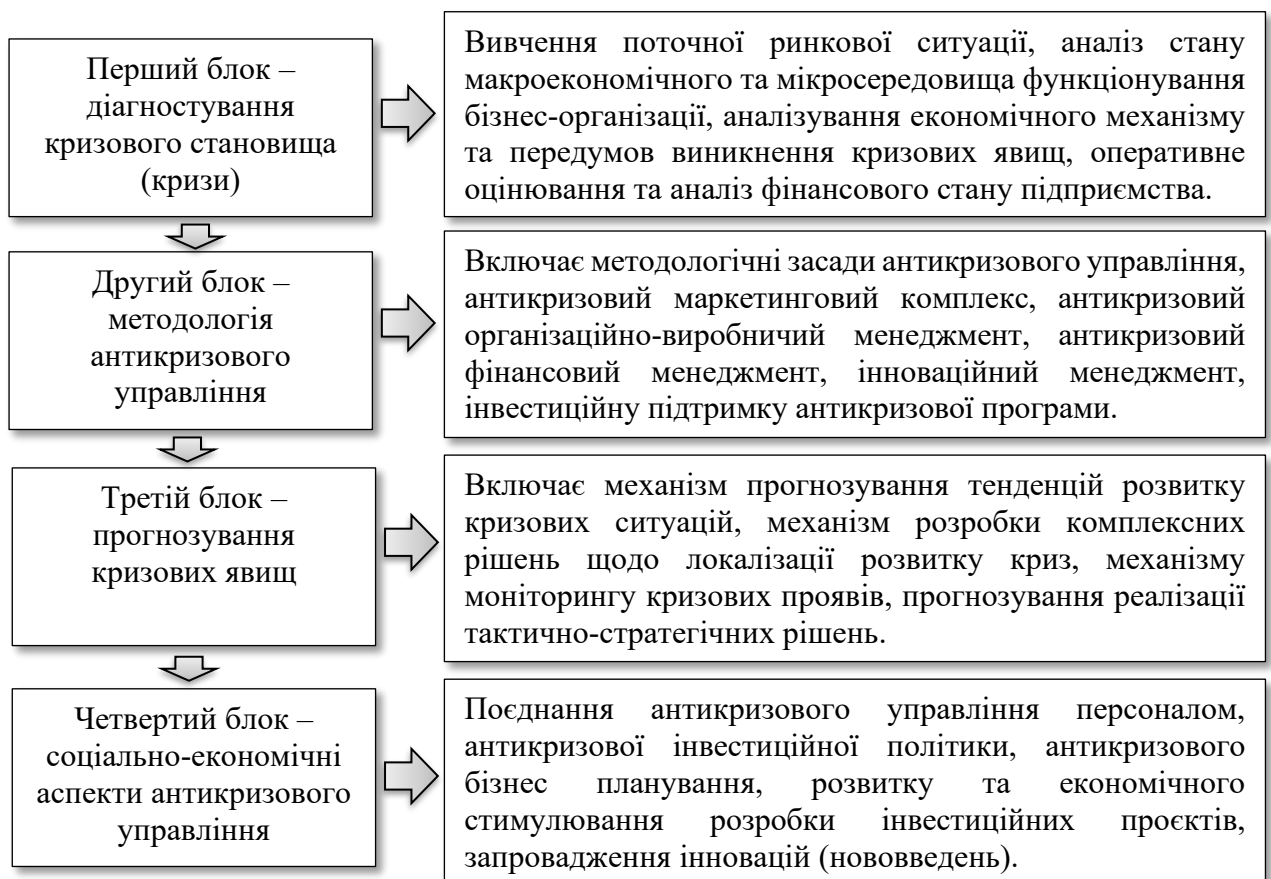 Перший блок –
діагностування
кризового становища
(кризи)
Вивчення поточної ринкової ситуації, аналіз стану
макроекономічного та мікросередовища функціонування
бізнес-організації, аналізування економічного механізму
та передумов виникнення кризових явищ, оперативне
оцінювання та аналіз фінансового стану підприємства.
Другий блок –
методологія
антикризового
управління
Включає методологічні засади антикризового управління,
антикризовий маркетинговий комплекс, антикризовий
організаційно-виробничий менеджмент, антикризовий
фінансовий менеджмент, інноваційний менеджмент,
інвестиційну підтримку антикризової програми.
Третій блок –
прогнозування
кризових явищ
Включає механізм прогнозування тенденцій розвитку
кризових ситуацій, механізм розробки комплексних
рішень щодо локалізації розвитку криз, механізму
моніторингу кризових проявів, прогнозування реалізації
тактично-стратегічних рішень.
Четвертий блок –
соціально-економічні
аспекти антикризового
управління
Поєднання антикризового управління персоналом,
антикризової інвестиційної політики, антикризового
бізнес планування, розвитку та економічного
стимулювання розробки інвестиційних проєктів,
запровадження інновацій (нововведень).